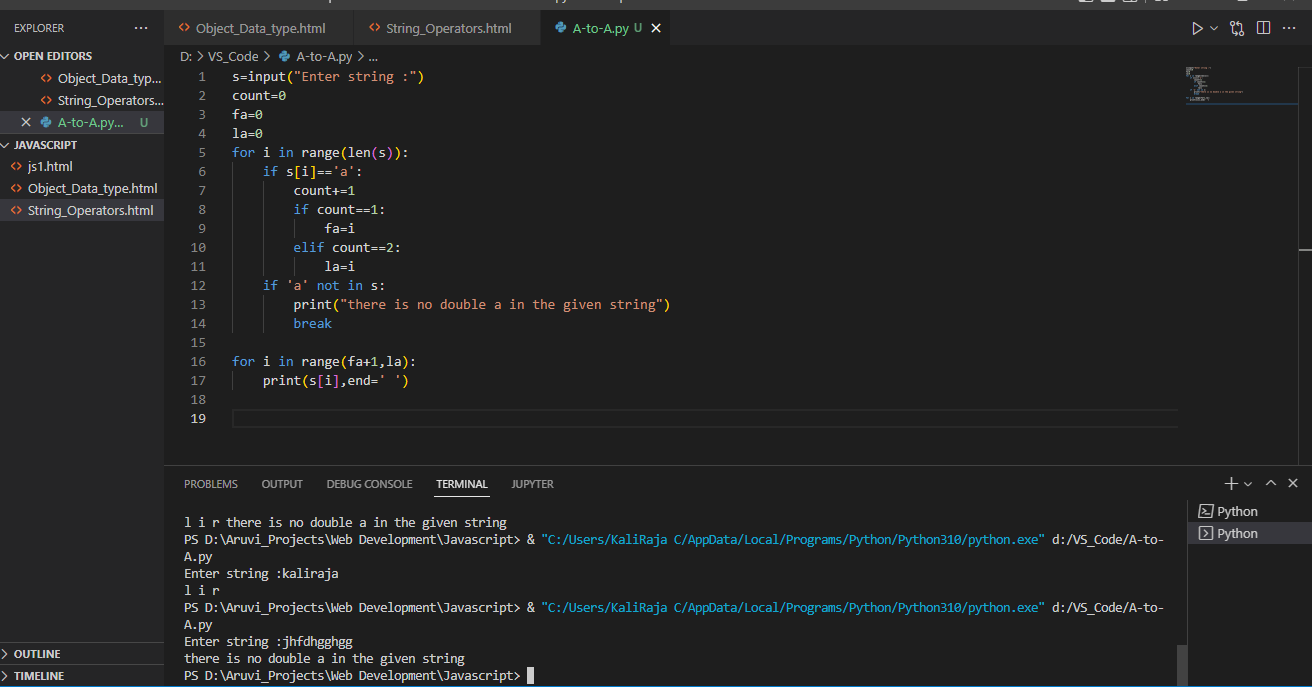 EXPLORER
OPEN EDITORS
Object_Data_typ...
String_Operators...
A-to-A.py... U
JAVASCRIPT
js1.html
Object_Data_type.html
String_Operators.html
OUTLINE
TIMELINE
Object_Data_type.html String_Operators.html A-to-A.py U
D: > VS_Code > A-to-A.py > ...
1 s=input("Enter string :")
2 count=0
3 fa=0
4 la=0
5 for i in range(len(s)):
6 if s[i]=='a':
7 count+=1
8 if count==1:
9 fa=i
10 elif count==2:
11 la=i
12 if 'a' not in s:
13 print("there is no double a in the given string")
14 break
15
16 for i in range(fa+1,la):
17 print(s[i],end=' ')
18
19
PROBLEMS OUTPUT DEBUG CONSOLE TERMINAL JUPYTER
l i r there is no double a in the given string
PS D:\Aruvi_Projects\Web Development\Javascript> & "C:/Users/KaliRaja C/AppData/Local/Programs/Python/Python310/python.exe" d:/VS_Code/A-to-
A.py
Enter string :kaliraja
l i r
PS D:\Aruvi_Projects\Web Development\Javascript> & "C:/Users/KaliRaja C/AppData/Local/Programs/Python/Python310/python.exe" d:/VS_Code/A-to-
A.py
Enter string :jhfdhgghgg
there is no double a in the given string
PS D:\Aruvi_Projects\Web Development\Javascript>
Python
Python